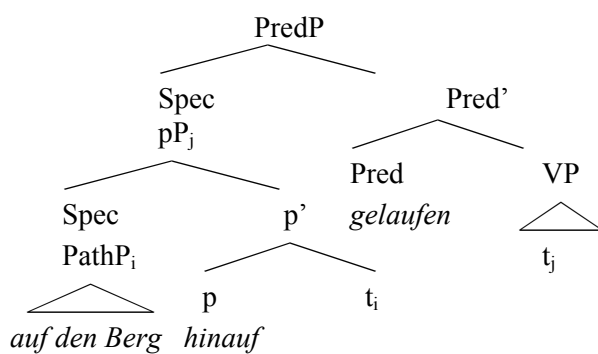 PredP
Spec Pred’
pPj
Pred VP
Spec p’ gelaufen
PathPi tj
p ti
auf den Berg hinauf